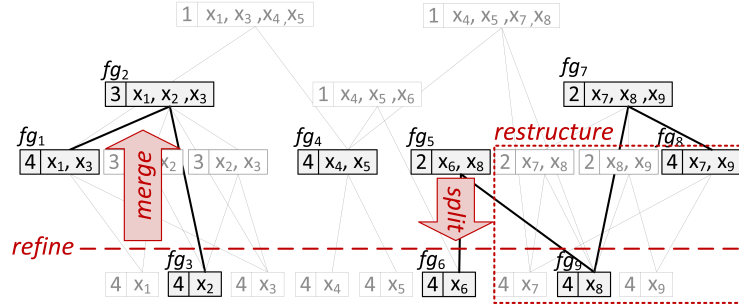 1 x1, x3 ,x4,x5
1 x4, x5,x7,x8
fg2
fg7
3 x1, x2 ,x3
1 x4, x5,x6
2 x7, x8 ,x9
fg1
fg4
fg5
restructure
fg8
4 x1, x3
3 x2
3 x2, x3
4 x4, x5
2 x6, x8
2 x7, x8
2 x8, x9
4 x7, x9
merge
split
refine
fg3
fg6
fg9
4 x1
4 x2
4 x3
4 x4
4 x5
4 x6
4 x7
4 x8
4 x9